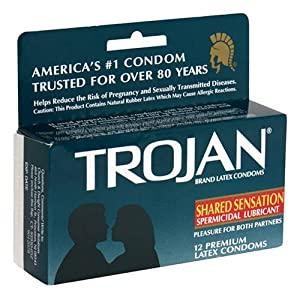 AMERICA'S #1 CONDOM
TRUSTED FOR OVER 80 YEARS
Helps Reduce the Risk of Pregnancy and Sexually Transmitted Diseases.
Caution: This Product Contains Natural Rubber Latex Which May Cause Allergic Reactions.
TROJAN®
BRAND LATEX CONDOMS
SHARED SENSATION
SPERMICIDAL LUBRICANT
PLEASURE FOR BOTH PARTNERS
12 PREMIUM
LATEX CONDOMS